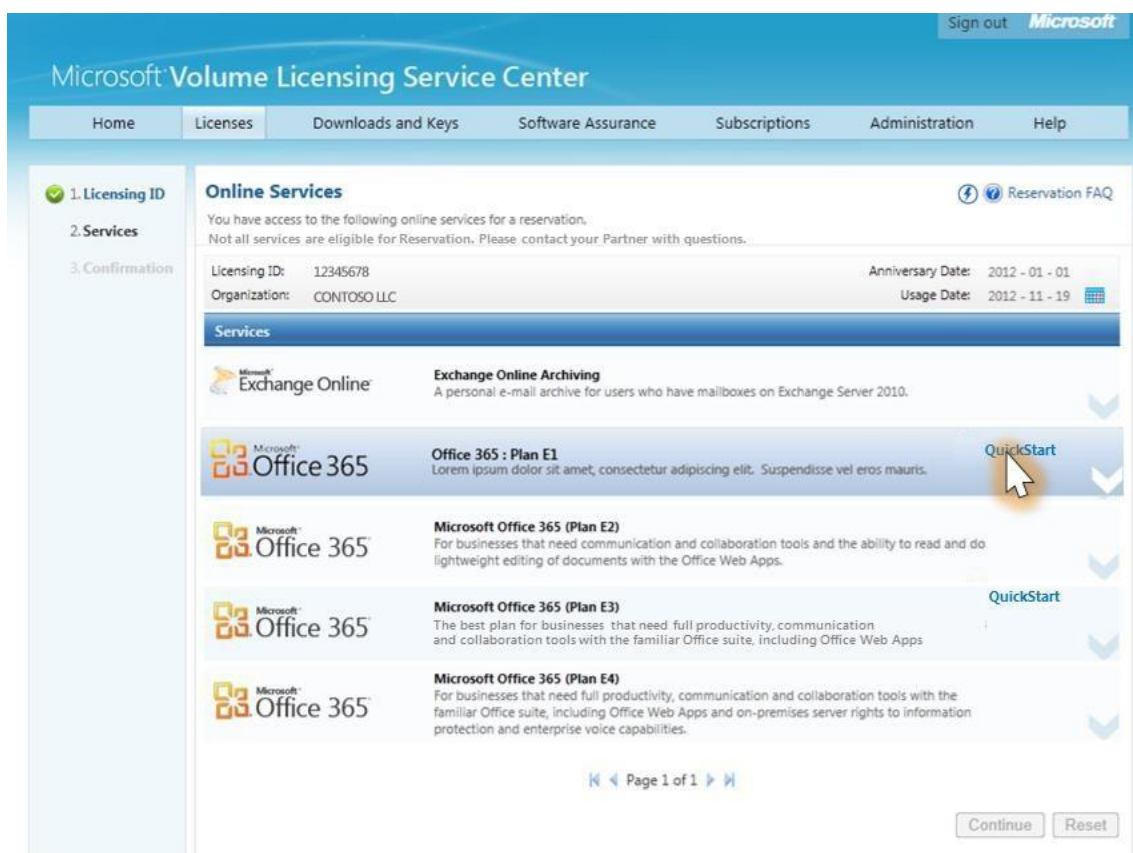 Sign out Microsoft
Microsoft Volume Licensing Service Center
Home Licenses Downloads and Keys Software Assurance Subscriptions Administration Help
1. Licensing ID
2. Services
3. Confirmation
Online Services
Reservation FAQ
You have access to the following online services for a reservation.
Not all services are eligible for Reservation. Please contact your Partner with questions.
Licensing ID: 12345678 Anniversary Date: 2012 - 01 - 01
Organization: CONTOSO LLC Usage Date: 2012 - 11 - 19
Services
Microsoft
Exchange Online
Exchange Online Archiving
A personal e-mail archive for users who have mailboxes on Exchange Server 2010.
Microsoft
Office 365
Office 365 : Plan E1
Lorem ipsum dolor sit amet, consectetur adipiscing elit. Suspendisse vel eros mauris.
QuickStart
Microsoft
Office 365
Microsoft Office 365 (Plan E2)
For businesses that need communication and collaboration tools and the ability to read and do
lightweight editing of documents with the Office Web Apps.
Microsoft
Office 365
Microsoft Office 365 (Plan E3)
The best plan for businesses that need full productivity, communication
and collaboration tools with the familiar Office suite, including Office Web Apps
QuickStart
Microsoft
Office 365
Microsoft Office 365 (Plan E4)
For businesses that need full productivity, communication and collaboration tools with the
familiar Office suite, including Office Web Apps and on-premises server rights to information
protection and enterprise voice capabilities.
Page 1 of 1
Continue Reset